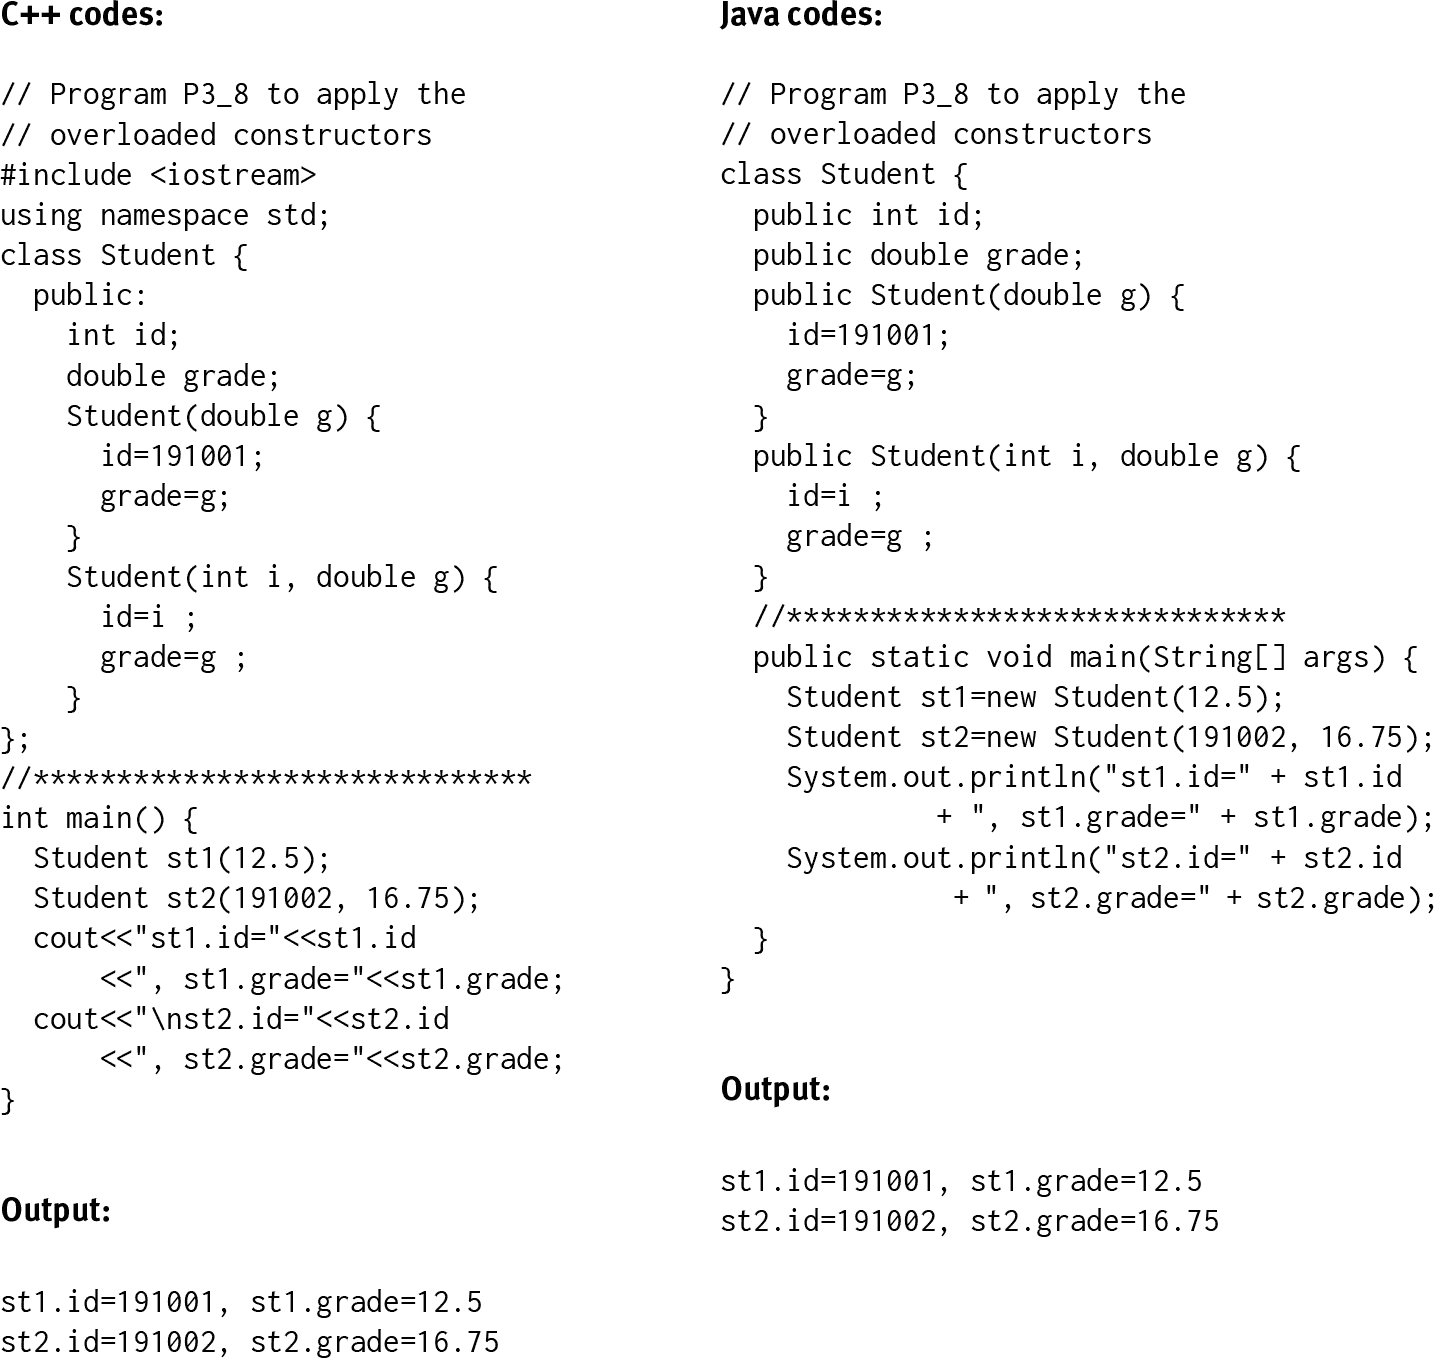 C++ codes:
// Program P3_8 to apply the
// overloaded constructors
#include <iostream>
using namespace std;
class Student {
  public:
    int id;
    double grade;
    Student(double g) {
      id=191001;
      grade=g;
    }
    Student(int i, double g) {
      id=i ;
      grade=g ;
    }
};
//******************************
int main() {
  Student st1(12.5);
  Student st2(191002, 16.75);
  cout<<"st1.id="<<st1.id
      <<", st1.grade="<<st1.grade;
  cout<<"\nst2.id="<<st2.id
      <<", st2.grade="<<st2.grade;
}
Output:
st1.id=191001, st1.grade=12.5
st2.id=191002, st2.grade=16.75
Java codes:
// Program P3_8 to apply the
// overloaded constructors
class Student {
  public int id;
  public double grade;
  public Student(double g) {
    id=191001;
    grade=g;
  }
  public Student(int i, double g) {
    id=i ;
    grade=g ;
  }
  //******************************
  public static void main(String[] args) {
    Student st1=new Student(12.5);
    Student st2=new Student(191002, 16.75);
    System.out.println("st1.id=" + st1.id
             + ", st1.grade=" + st1.grade);
    System.out.println("st2.id=" + st2.id
              + ", st2.grade=" + st2.grade);
  }
}
Output:
st1.id=191001, st1.grade=12.5
st2.id=191002, st2.grade=16.75